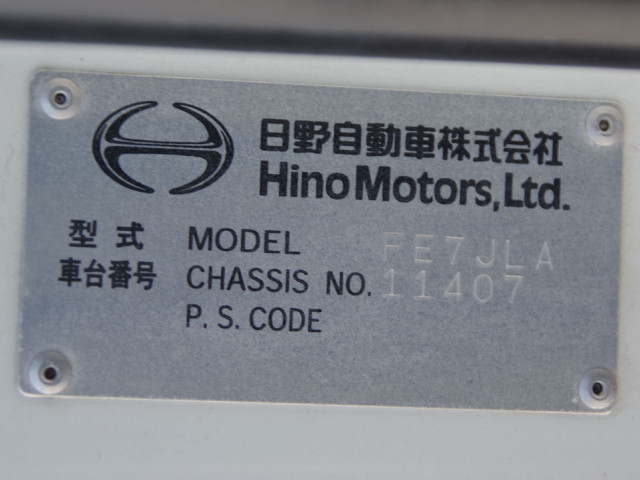 日野自動車株式会社
Hino Motors, Ltd.
型式 MODEL FE7JLA
車台番号 CHASSIS NO. 11407
P. S. CODE